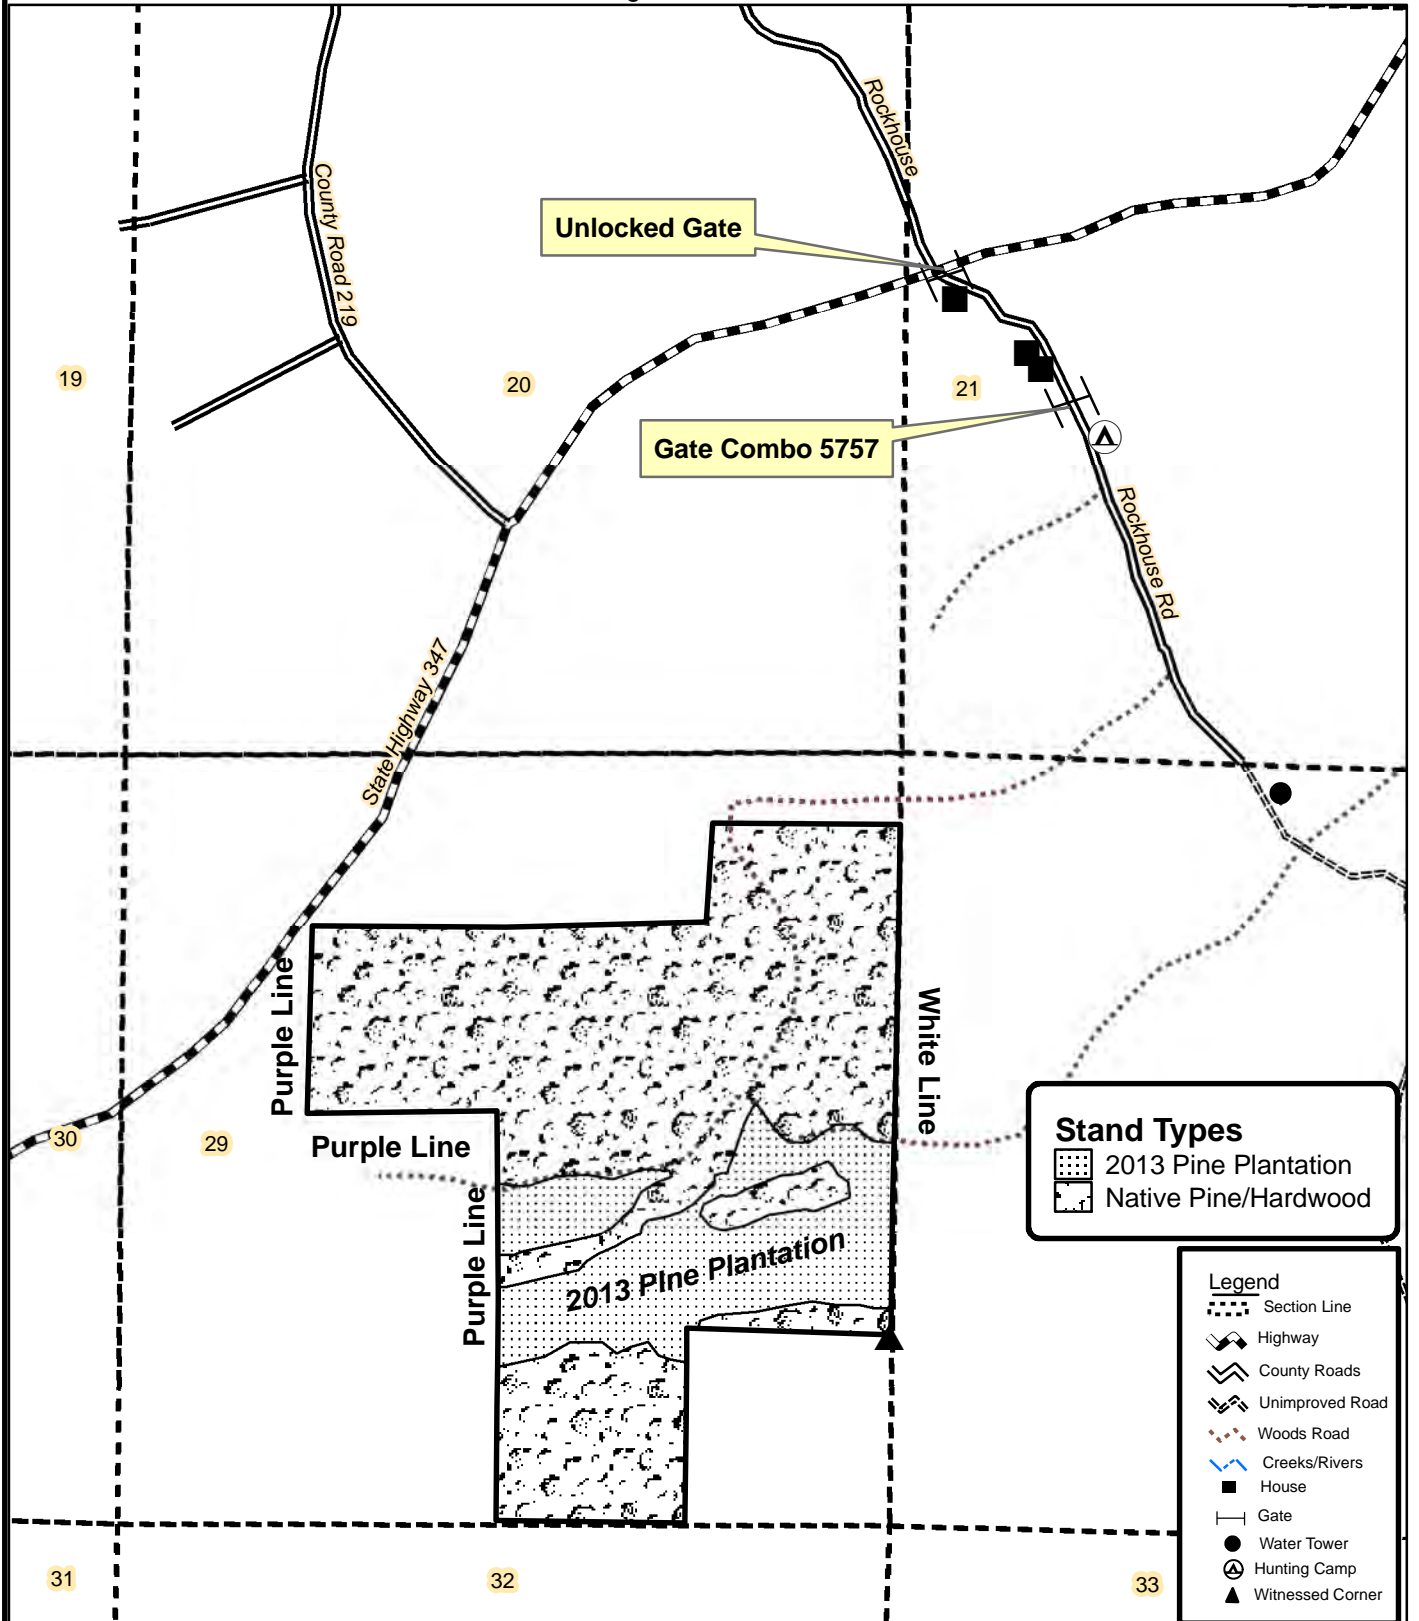 Rockhouse
County Road 219
Unlocked Gate
19
20
21
Gate Combo 5757
Rockhouse Rd
State Highway 347
Purple Line
White Line
30
29
Purple Line
Purple Line
2013 PIne Plantation
Stand Types
2013 Pine Plantation
Native Pine/Hardwood
Legend
Section Line
Highway
County Roads
Unimproved Road
Woods Road
Creeks/Rivers
House
Gate
Water Tower
Hunting Camp
Witnessed Corner
31
32
33